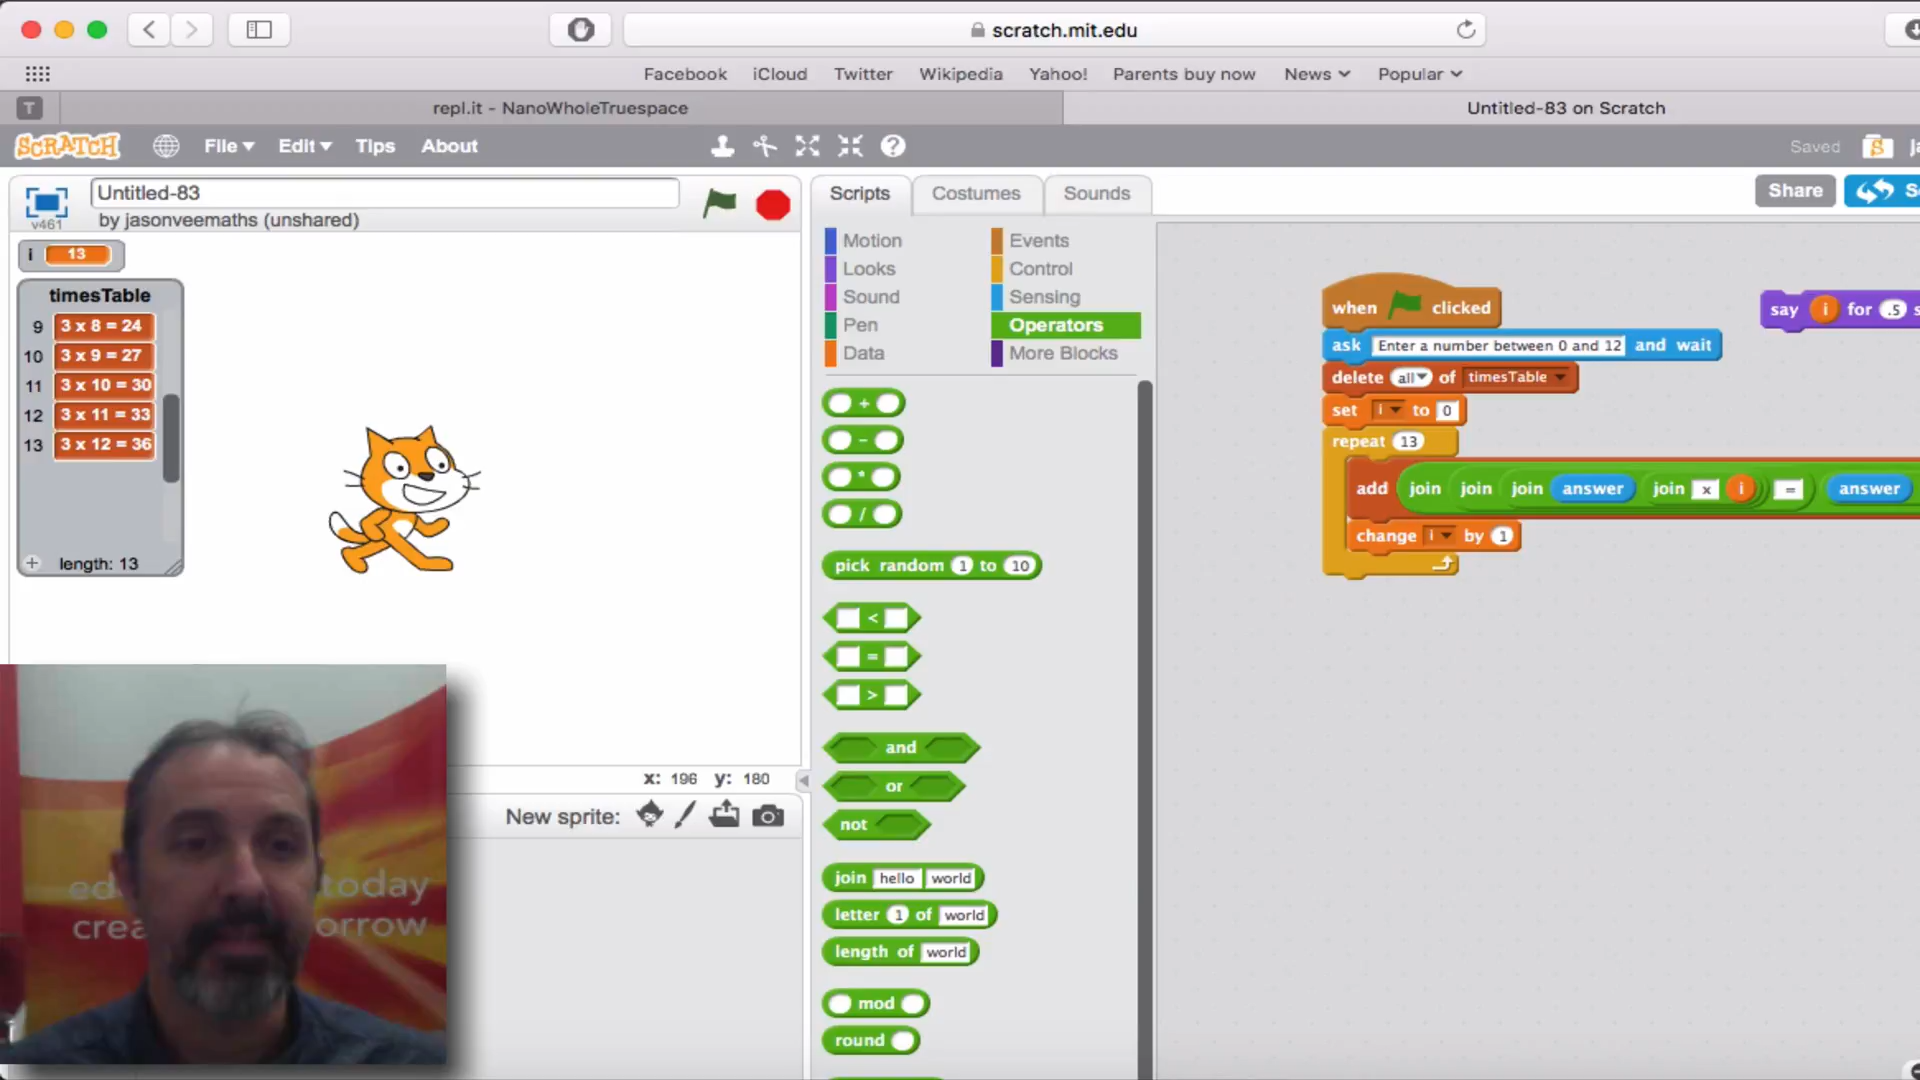 scratch.mit.edu
Facebook iCloud Twitter Wikipedia Yahoo! Parents buy now News Popular
T repl.it - NanoWholeTruespace Untitled-83 on Scratch
SCRATCH File Edit Tips About Saved
Untitled-83
v461 by jasonveemaths (unshared)
Scripts Costumes Sounds
Share
i 13
timesTable
9 3 x 8 = 24
10 3 x 9 = 27
11 3 x 10 = 30
12 3 x 11 = 33
13 3 x 12 = 36
+ length: 13
x: 196 y: 180
New sprite:
today
orrow
Motion Events
Looks Control
Sound Sensing
Pen Operators
Data More Blocks
+
-
*
/
pick random 1 to 10
<
=
>
and
or
not
join hello world
letter 1 of world
length of world
mod
round
when clicked
ask Enter a number between 0 and 12 and wait
delete all of timesTable
set i to 0
repeat 13
add join join join answer join x i = answer
change i by 1
say i for .5 s